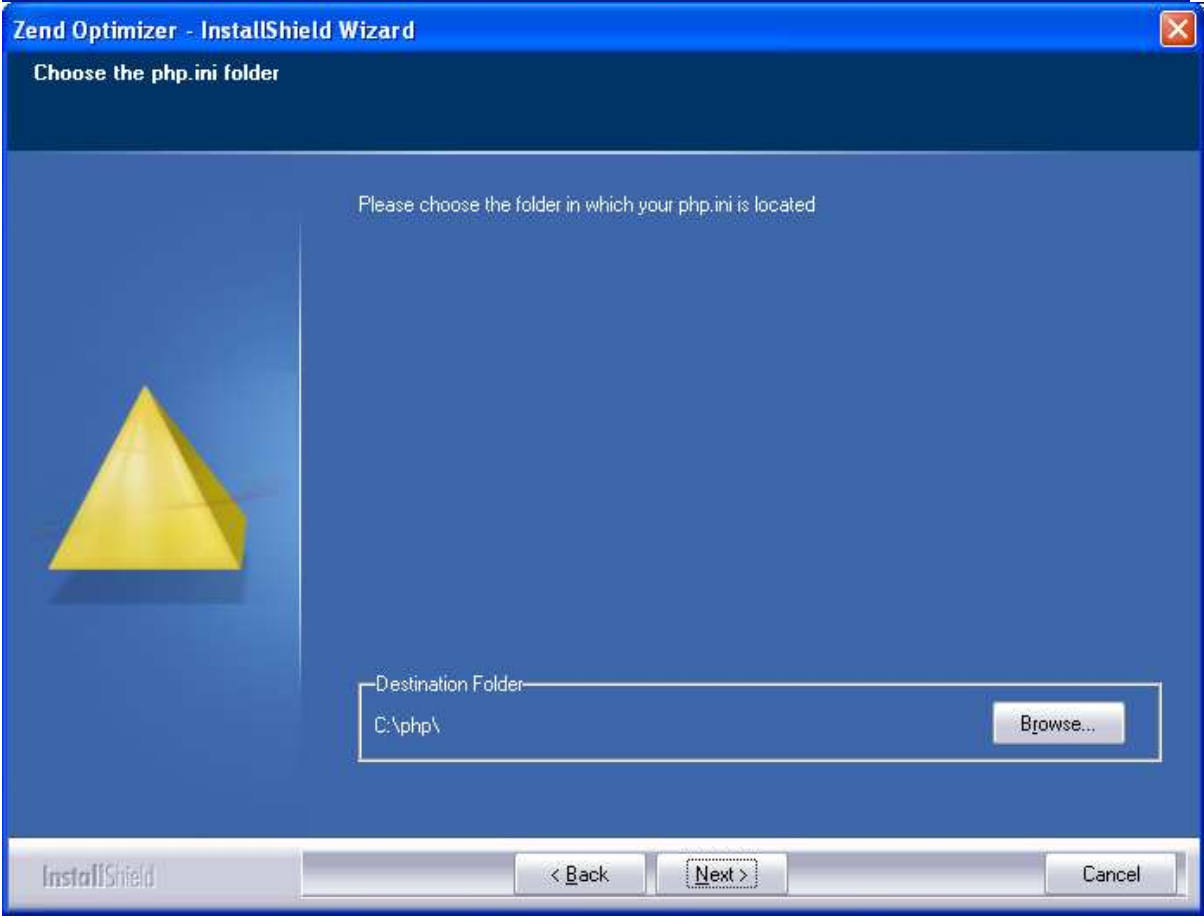 Zend Optimizer - InstallShield Wizard
Choose the php.ini folder
Please choose the folder in which your php.ini is located
Destination Folder
C:\php\
Browse...
InstallShield
< Back
Next >
Cancel